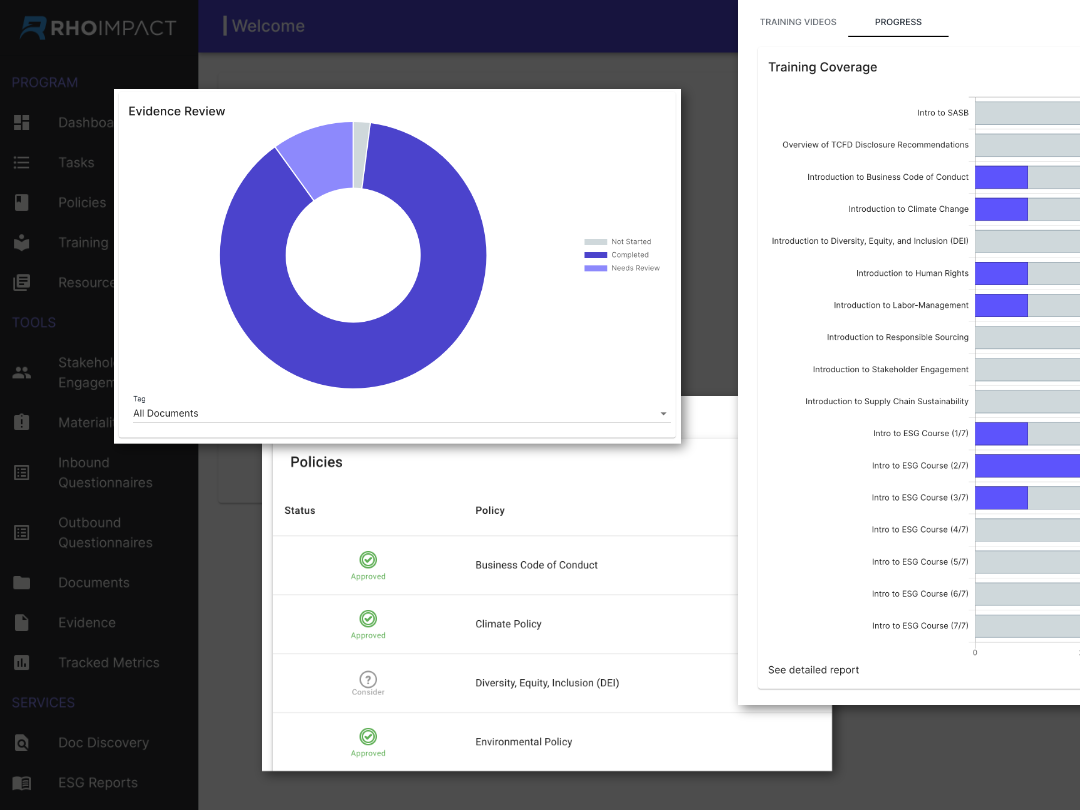 RHOIMPACT
Welcome
PROGRAM
Tasks
Policies
Training
TOOLS
Inbound
Questionnaires
Outbound
Questionnaires
Documents
Evidence
Tracked Metrics
SERVICES
Doc Discovery
ESG Reports
Evidence Review
Not Started
Completed
Needs Review
Tag
All Documents
Policies
Status Policy
Approved
Business Code of Conduct
Approved
Climate Policy
?
Consider
Diversity, Equity, Inclusion (DEI)
Approved
Environmental Policy
TRAINING VIDEOS PROGRESS
Training Coverage
Intro to SASB
Overview of TCFD Disclosure Recommendations
Introduction to Business Code of Conduct
Introduction to Climate Change
Introduction to Diversity, Equity, and Inclusion (DEI)
Introduction to Human Rights
Introduction to Labor-Management
Introduction to Responsible Sourcing
Introduction to Stakeholder Engagement
Introduction to Supply Chain Sustainability
Intro to ESG Course (1/7)
Intro to ESG Course (2/7)
Intro to ESG Course (3/7)
Intro to ESG Course (4/7)
Intro to ESG Course (5/7)
Intro to ESG Course (6/7)
Intro to ESG Course (7/7)
0
See detailed report